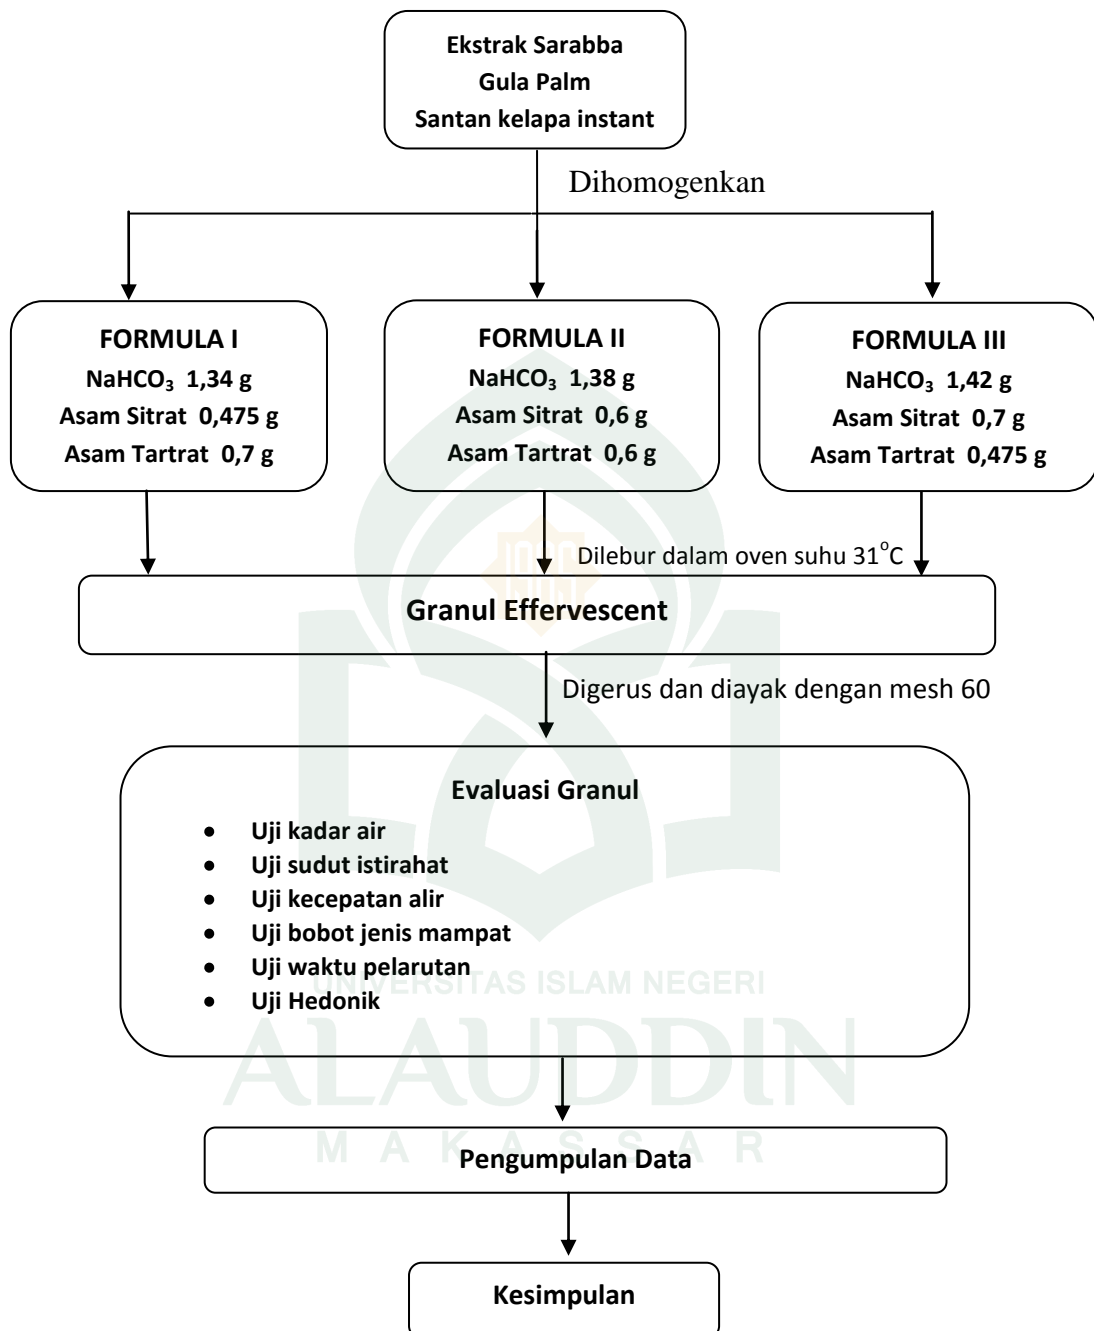 Ekstrak Sarabba
Gula Palm
Santan kelapa instant
Dihomogenkan
FORMULA I
NaHCO₃ 1,34 g
Asam Sitrat 0,475 g
Asam Tartrat 0,7 g
FORMULA II
NaHCO₃ 1,38 g
Asam Sitrat 0,6 g
Asam Tartrat 0,6 g
FORMULA III
NaHCO₃ 1,42 g
Asam Sitrat 0,7 g
Asam Tartrat 0,475 g
Dilebur dalam oven suhu 31°C
1985
Granul Effervescent
Digerus dan diayak dengan mesh 60
Evaluasi Granul
• Uji kadar air
• Uji sudut istirahat
• Uji kecepatan alir
• Uji bobot jenis mampat
• Uji waktu pelarutan
• Uji Hedonik
UNIVERSITAS ISLAM NEGERI
ALAUDDIN
MAKASSAR
Pengumpulan Data
Kesimpulan